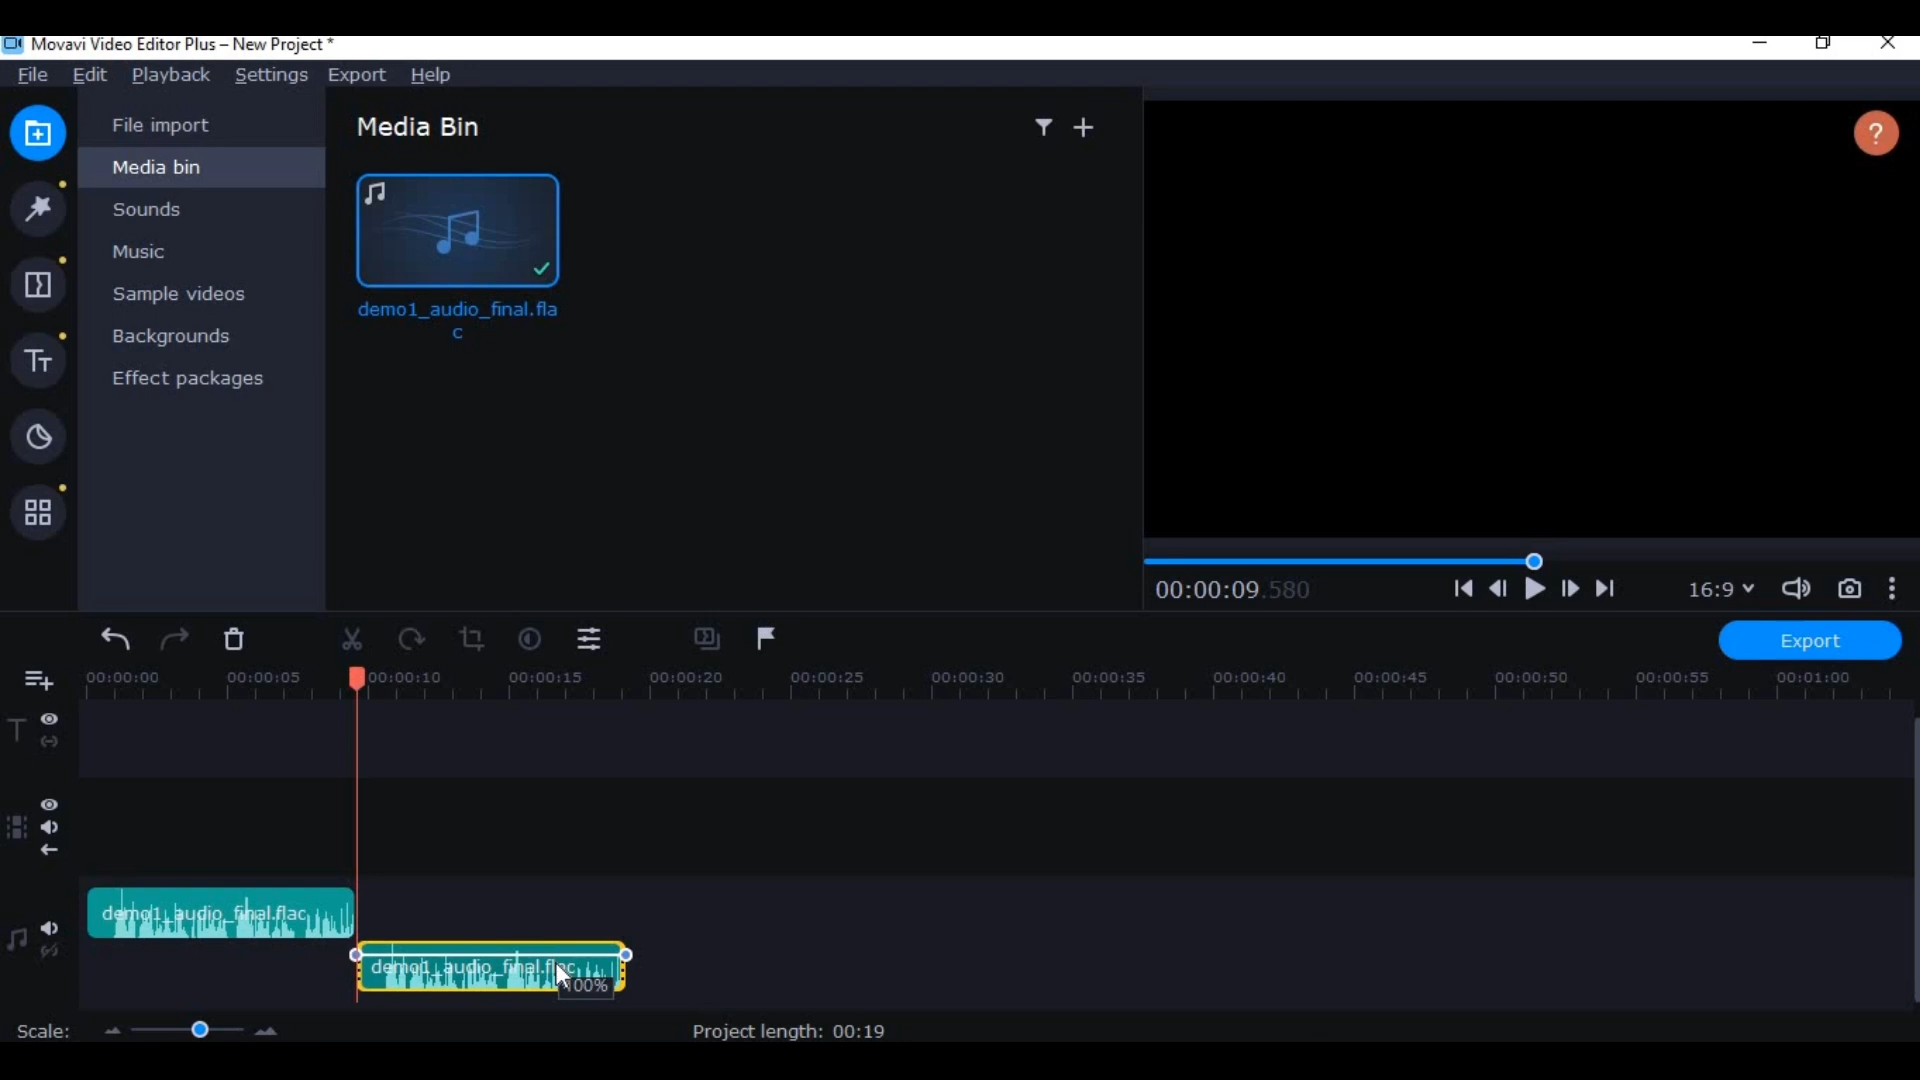 Movavi Video Editor Plus – New Project *
File Edit Playback Settings Export Help
File import
Media bin
Sounds
Music
Sample videos
Backgrounds
Effect packages
Media Bin
demo1_audio_final.fla
c
?
00:00:09.580
16:9
Export
00:00:00 00:00:05 00:00:10 00:00:15 00:00:20 00:00:25 00:00:30 00:00:35 00:00:40 00:00:45 00:00:50 00:00:55 00:01:00
demo1_audio_final.flac
demo1_audio_final.flac
100%
Scale:
Project length: 00:19